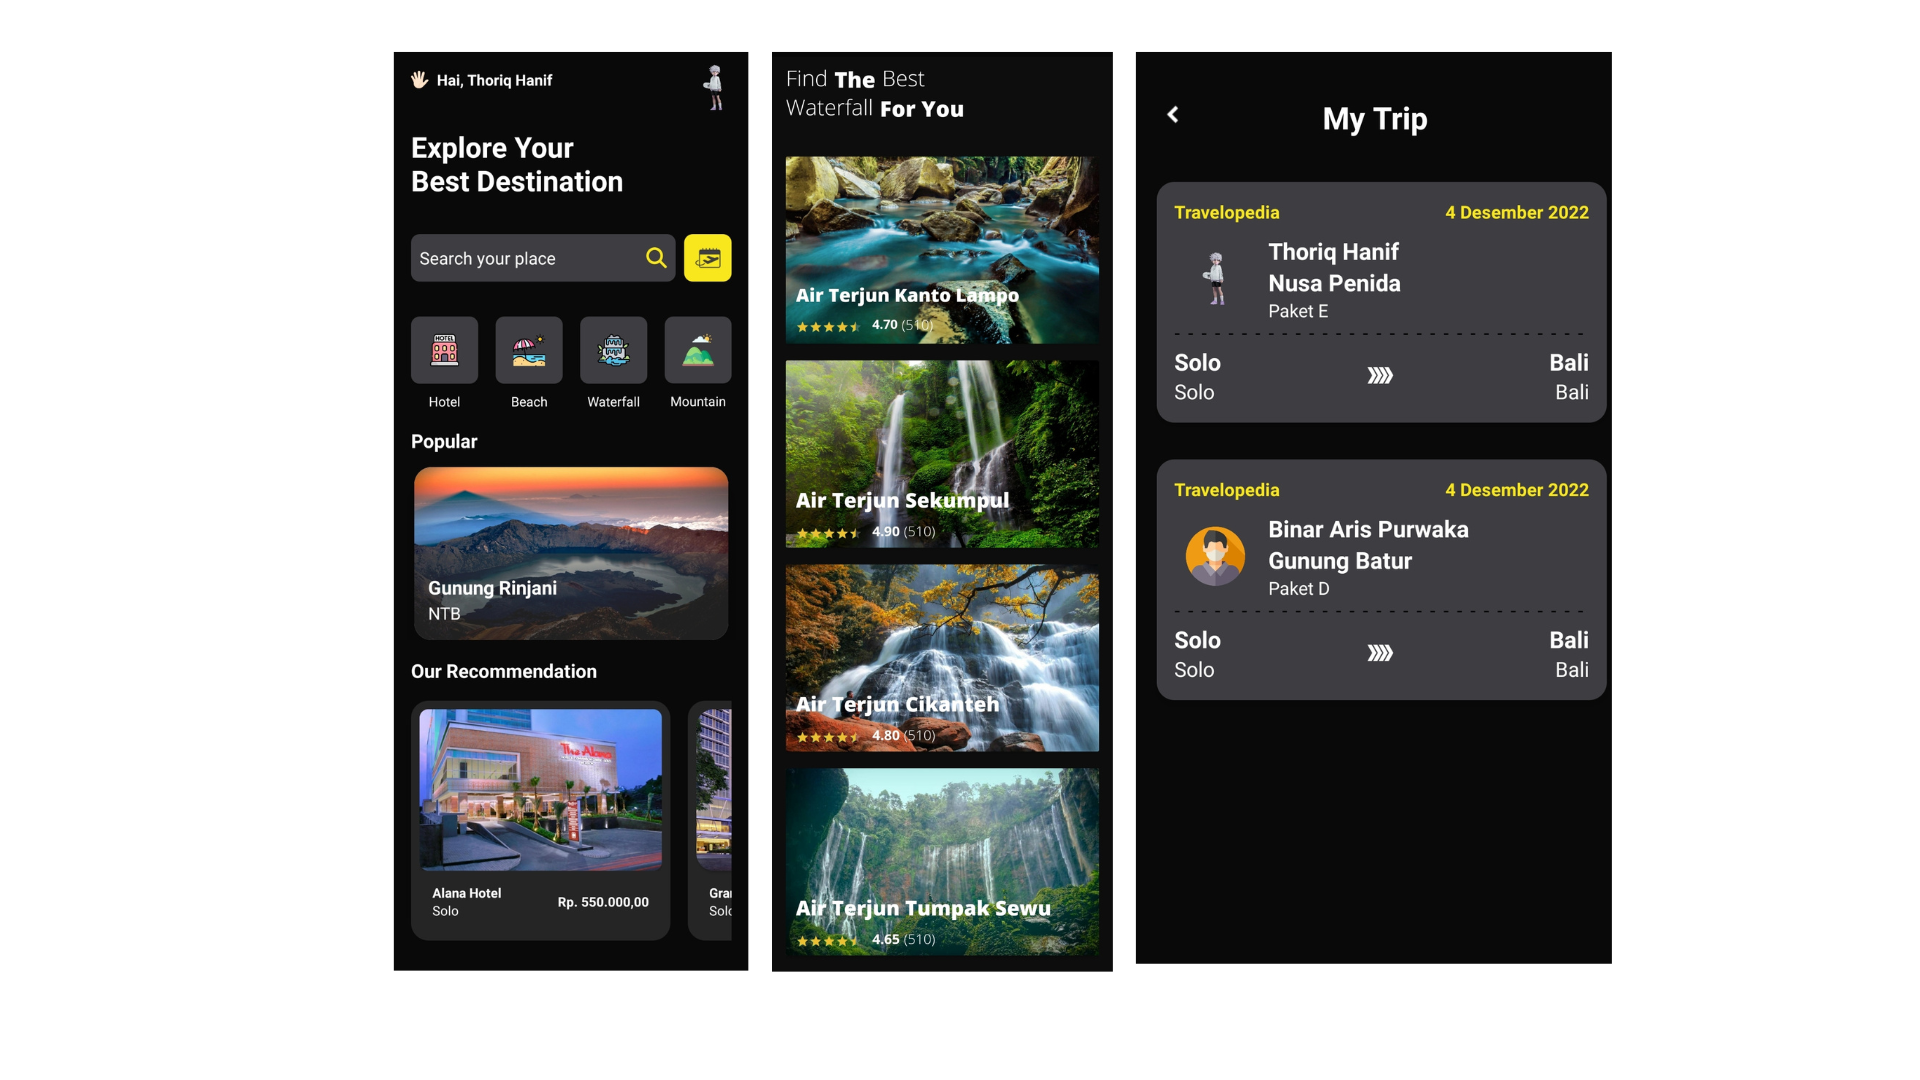 Hai, Thoriq Hanif
Explore Your
Best Destination
Search your place
HOTEL
Hotel
Beach
Waterfall
Mountain
Popular
Gunung Rinjani
NTB
Our Recommendation
The Alana
Alana Hotel
Solo
Rp. 550.000,00
Find The Best
Waterfall For You
Air Terjun Kanto Lampo
4.70 (510)
Air Terjun Sekumpul
4.90 (510)
Air Terjun Cikanteh
4.80 (510)
Air Terjun Tumpak Sewu
4.65 (510)
My Trip
Travelopedia 4 Desember 2022
Thoriq Hanif
Nusa Penida
Paket E
Solo Bali
Solo Bali
Travelopedia 4 Desember 2022
Binar Aris Purwaka
Gunung Batur
Paket D
Solo Bali
Solo Bali